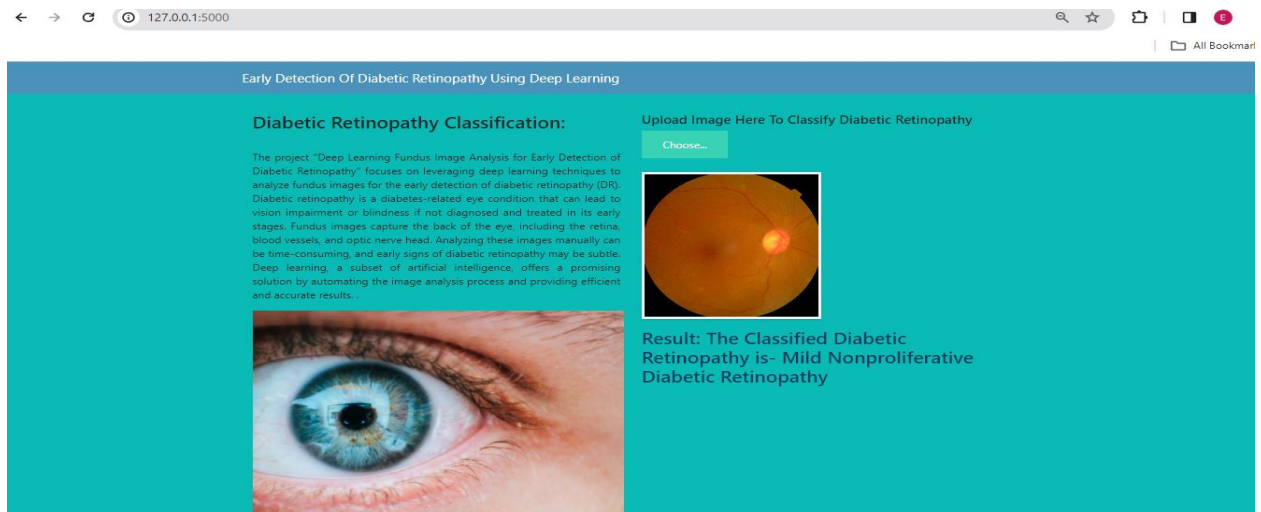 127.0.0.1:5000
E
All Bookmar
Early Detection Of Diabetic Retinopathy Using Deep Learning
Diabetic Retinopathy Classification:
The project "Deep Learning Fundus Image Analysis for Early Detection of
Diabetic Retinopathy" focuses on leveraging deep learning techniques to
analyze fundus images for the early detection of diabetic retinopathy (DR).
Diabetic retinopathy is a diabetes-related eye condition that can lead to
vision impairment or blindness if not diagnosed and treated in its early
stages. Fundus images capture the back of the eye, including the retina,
blood vessels, and optic nerve head. Analyzing these images manually can
be time-consuming, and early signs of diabetic retinopathy may be subtle.
Deep learning, a subset of artificial intelligence, offers a promising
solution by automating the image analysis process and providing efficient
and accurate results. .
Upload Image Here To Classify Diabetic Retinopathy
Choose...
Result: The Classified Diabetic
Retinopathy is- Mild Nonproliferative
Diabetic Retinopathy